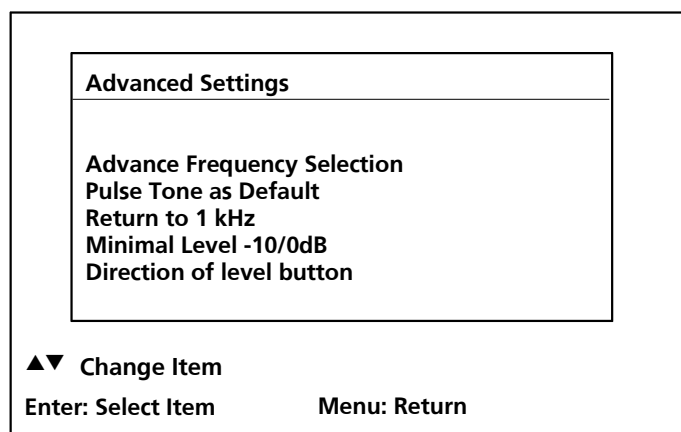 Advanced Settings
Advance Frequency Selection
Pulse Tone as Default
Return to 1 kHz
Minimal Level -10/0dB
Direction of level button
▲▼ Change Item
Enter: Select Item Menu: Return